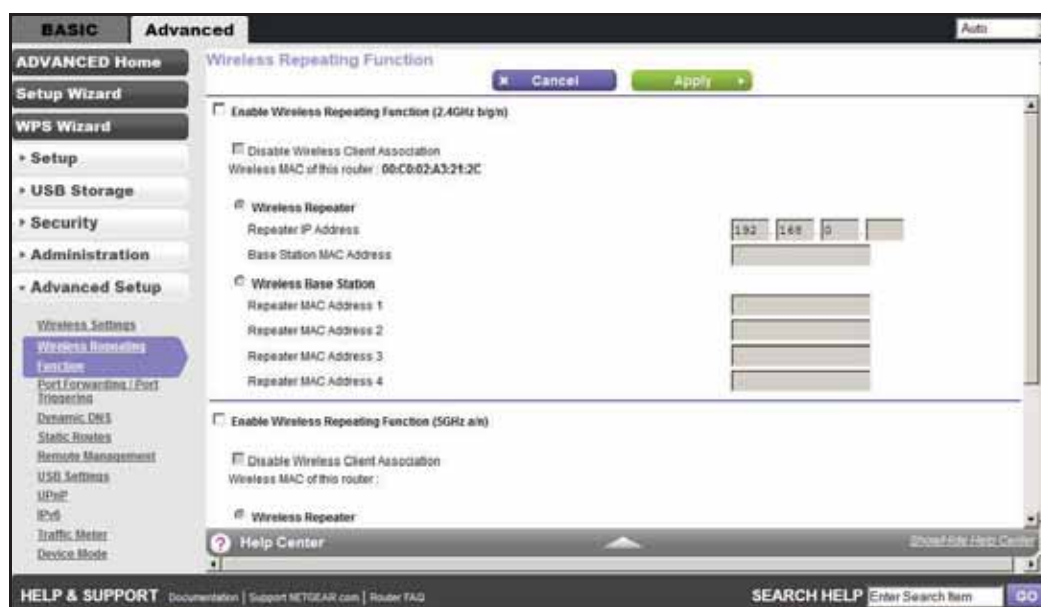 BASIC Advanced Auto
ADVANCED Home
Setup Wizard
WPS Wizard
Setup
USB Storage
Security
Administration
Advanced Setup
Wireless Settings
Wireless Repeating
Function
Port Forwarding / Port
Triggering
Dynamic DNS
Static Routes
Remote Management
USB Settings
UPnP
IPv6
Traffic Meter
Device Mode
Wireless Repeating Function
x Cancel Apply
Enable Wireless Repeating Function (2.4GHz b/g/n)
Disable Wireless Client Association
Wireless MAC of this router : 00:C0:02:A3:21:2C
Wireless Repeater
Repeater IP Address 192 168 0
Base Station MAC Address
Wireless Base Station
Repeater MAC Address 1
Repeater MAC Address 2
Repeater MAC Address 3
Repeater MAC Address 4
Enable Wireless Repeating Function (5GHz a/n)
Disable Wireless Client Association
Wireless MAC of this router :
Wireless Repeater
? Help Center Show/Hide Help Center
HELP & SUPPORT Documentation | Support NETGEAR.com | Router FAQ SEARCH HELP Enter Search Item GO